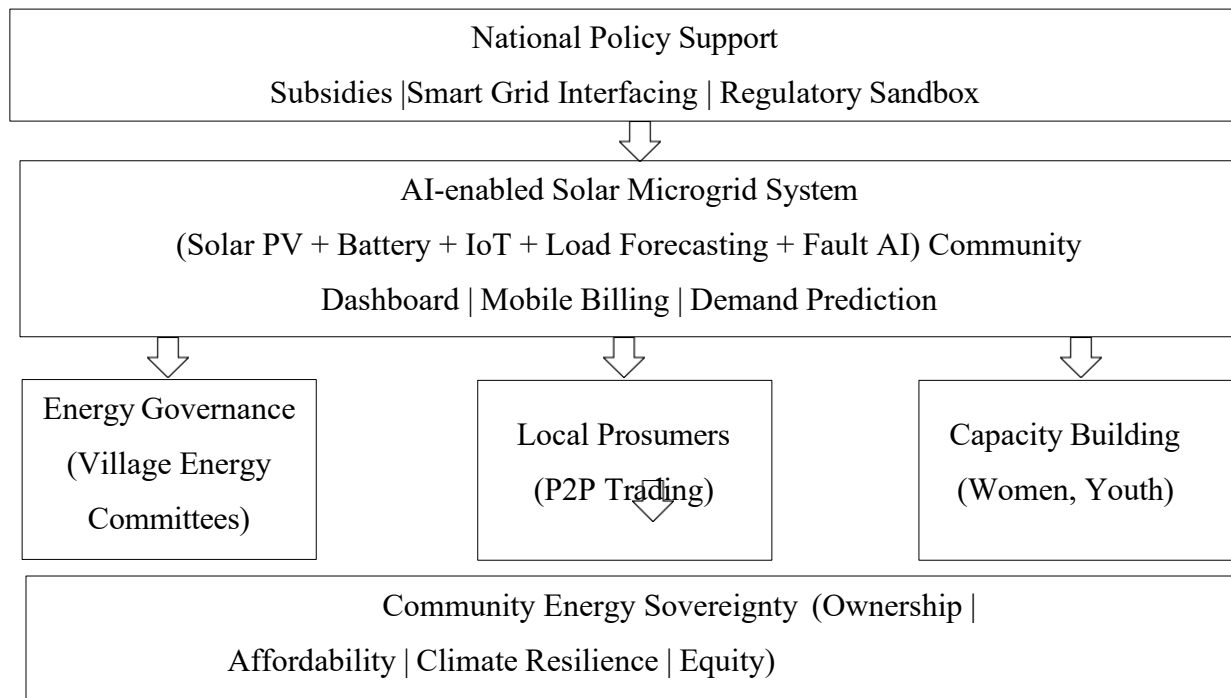 National Policy Support
Subsidies |Smart Grid Interfacing | Regulatory Sandbox
AI-enabled Solar Microgrid System
(Solar PV + Battery + IoT + Load Forecasting + Fault AI) Community
Dashboard | Mobile Billing | Demand Prediction
Energy Governance
(Village Energy
Committees)
Local Prosumers
(P2P Trading)
Capacity Building
(Women, Youth)
Community Energy Sovereignty (Ownership |
Affordability | Climate Resilience | Equity)